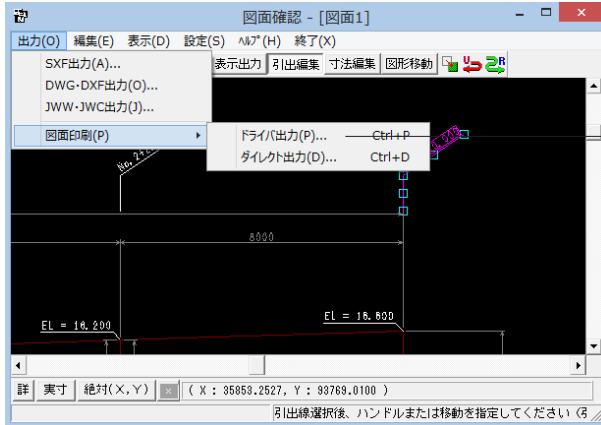 図面確認 - [図面1]
出力(O) 編集(E) 表示(D) 設定(S) ﾍﾙﾌﾟ(H) 終了(X)
SXF出力(A)...
表示出力 引出編集 寸法編集 図形移動
DWG・DXF出力(O)...
JWW・JWC出力(J)...
図面印刷(P)
ドライバ出力(P)... Ctrl+P
ダイレクト出力(D)... Ctrl+D
8000
EL = 16.200
EL = 16.600
詳 実寸 絶対(X,Y) × ( X : 35853.2527, Y : 93769.0100 )
引出線選択後、ハンドルまたは移動を指定してください